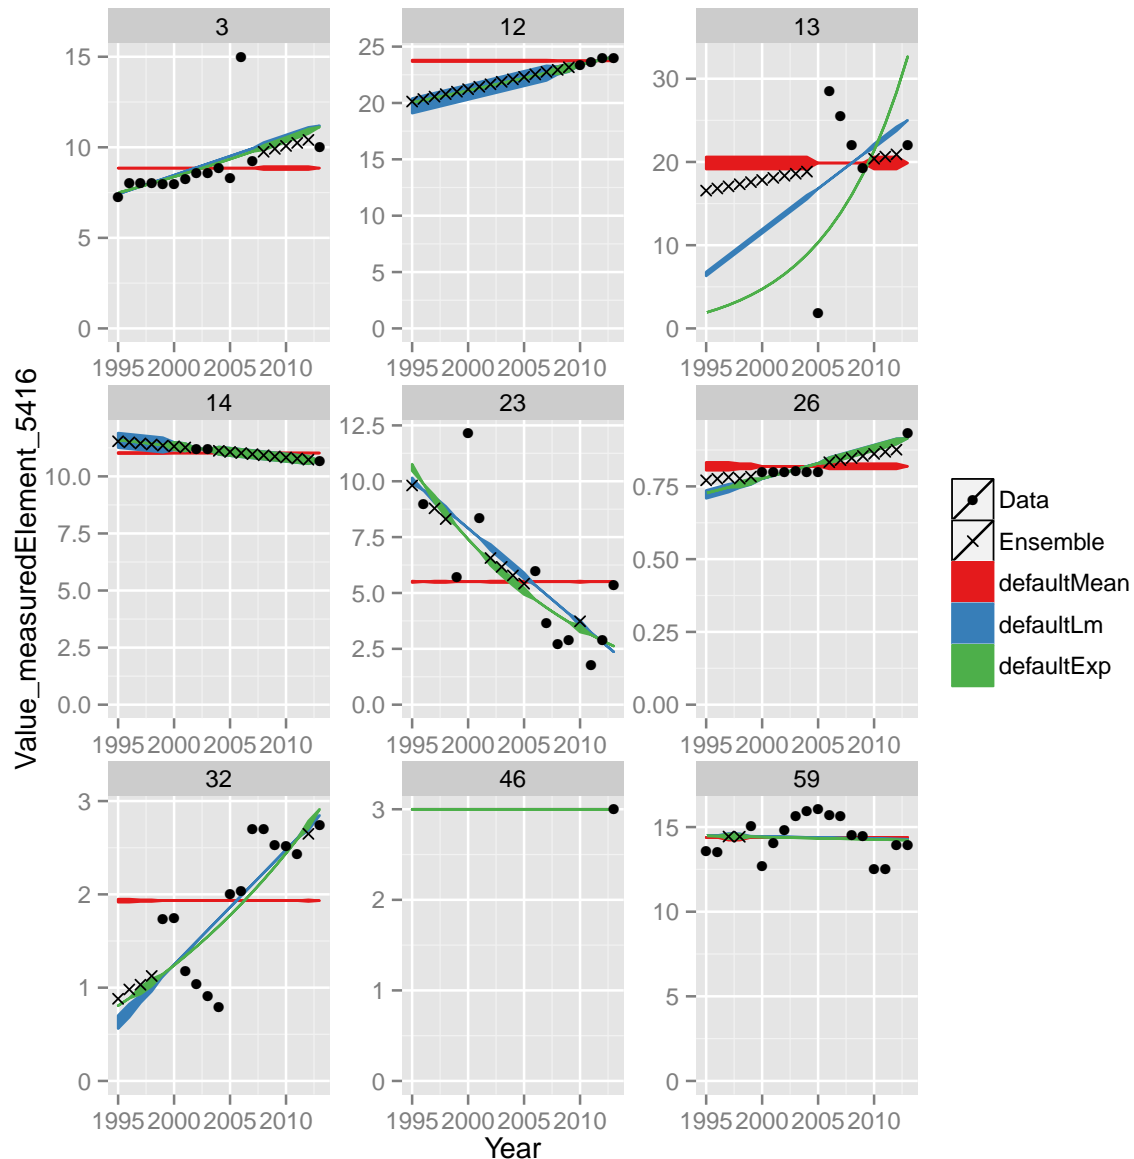 3 12 13
15 10 5 0
25 20 15 10 5 0
30 20 10 0
1995 2000 2005 2010
1995 2000 2005 2010
1995 2000 2005 2010
14 23 26
10.0 7.5 5.0 2.5 0.0
12.5 10.0 7.5 5.0 2.5 0.0
0.75 0.50 0.25 0.00
1995 2000 2005 2010
1995 2000 2005 2010
1995 2000 2005 2010
32 46 59
3 2 1 0
3 2 1 0
15 10 5 0
1995 2000 2005 2010
1995 2000 2005 2010
1995 2000 2005 2010
Year
Value_measuredElement_5416
Data
Ensemble
defaultMean
defaultLm
defaultExp